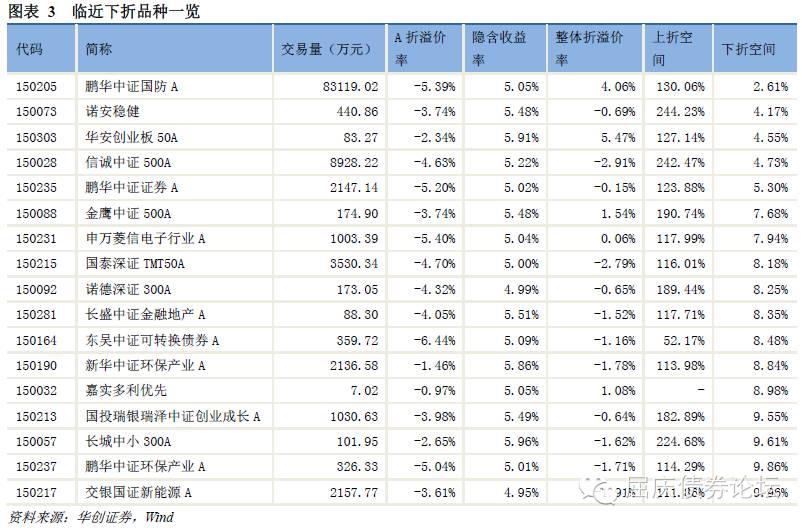 图表 3 临近下折品种一览
代码 简称 交易量（万元） A 折溢价率 隐含收益率 整体折溢价率 上折空间 下折空间
150205 鹏华中证国防 A 83119.02 -5.39% 5.05% 4.06% 130.06% 2.61%
150073 诺安稳健 440.86 -3.74% 5.48% -0.69% 244.23% 4.17%
150303 华安创业板 50A 83.27 -2.34% 5.91% 5.47% 127.14% 4.55%
150028 信诚中证 500A 8928.22 -4.63% 5.22% -2.91% 242.47% 4.73%
150235 鹏华中证证券 A 2147.14 -5.20% 5.02% -0.15% 123.88% 5.30%
150088 金鹰中证 500A 174.90 -3.74% 5.48% 1.54% 190.74% 7.68%
150231 申万菱信电子行业 A 1003.39 -5.40% 5.04% 0.06% 117.99% 7.94%
150215 国泰深证 TMT50A 3530.34 -4.70% 5.00% -2.79% 116.01% 8.18%
150092 诺德深证 300A 173.05 -4.32% 4.99% -0.65% 189.44% 8.25%
150281 长盛中证金融地产 A 88.30 -4.05% 5.51% -1.52% 117.71% 8.35%
150164 东吴中证可转换债券 A 359.72 -6.44% 5.09% -1.16% 52.17% 8.48%
150190 新华中证环保产业 A 2136.58 -1.46% 5.86% -1.78% 113.98% 8.84%
150032 嘉实多利优先 7.02 -0.97% 5.05% 1.08% - 8.98%
150213 国投瑞银瑞泽中证创业成长 A 1030.63 -3.98% 5.49% -0.64% 182.89% 9.55%
150057 长城中小 300A 101.95 -2.65% 5.96% -1.62% 224.68% 9.61%
150237 鹏华中证环保产业 A 326.33 -5.04% 5.01% -1.71% 114.29% 9.86%
150217 交银国证新能源 A 2157.77 -3.61% 4.95%
屈庆债券论坛
资料来源：华创证券，Wind